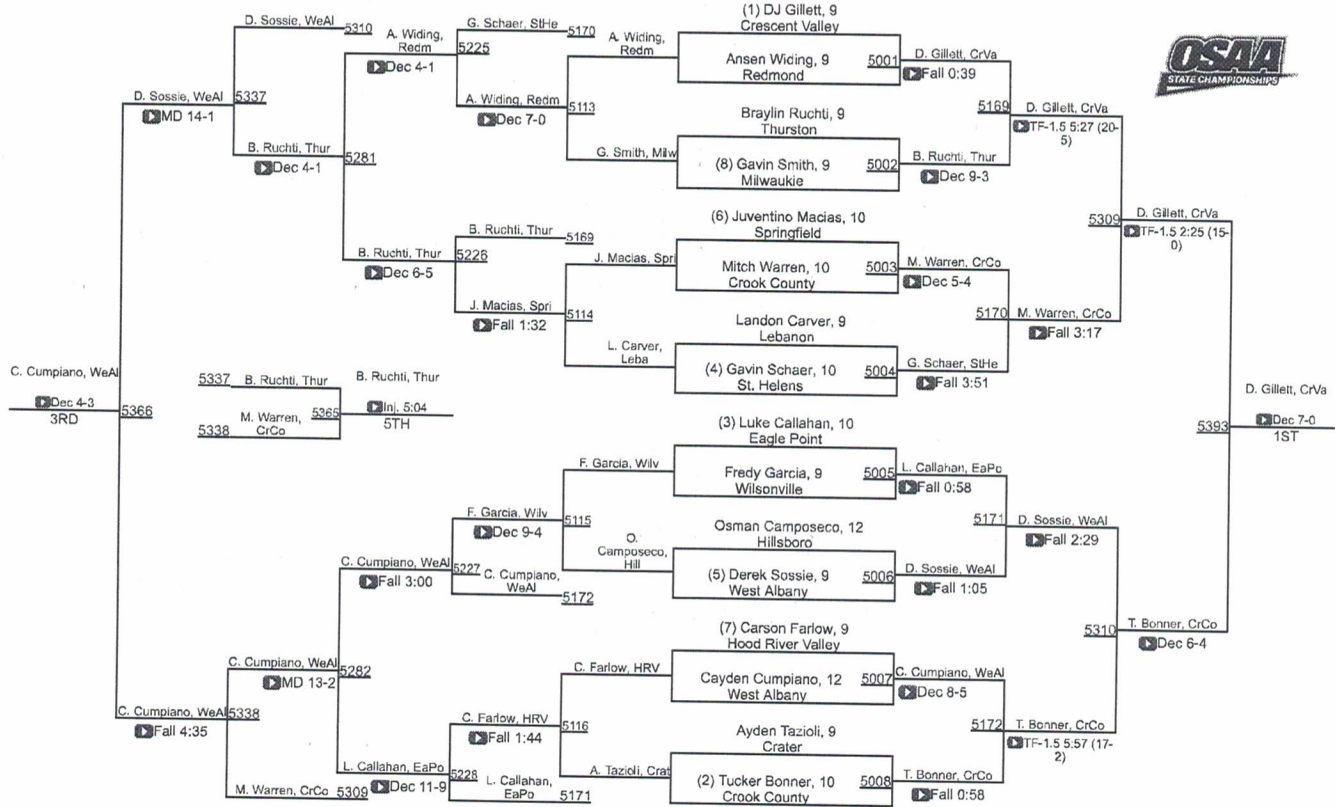 OSAA
STATE CHAMPIONSHIPS
(1) DJ Gillett, 9
Crescent Valley
5001
Ansen Widing, 9
Redmond
D. Gillett, CrVa
Fall 0:39
Braylin Ruchti, 9
Thurston
5002
(8) Gavin Smith, 9
Milwaukie
B. Ruchti, Thur
Dec 9-3
5169
D. Gillett, CrVa
TF-1.5 5:27 (20-
5)
(6) Juventino Macias, 10
Springfield
5003
Mitch Warren, 10
Crook County
M. Warren, CrCo
Dec 5-4
Landon Carver, 9
Lebanon
5004
(4) Gavin Schaer, 10
St. Helens
G. Schaer, StHe
Fall 3:51
5170
M. Warren, CrCo
Fall 3:17
5309
D. Gillett, CrVa
TF-1.5 2:25 (15-
0)
(3) Luke Callahan, 10
Eagle Point
5005
Fredy Garcia, 9
Wilsonville
L. Callahan, EaPo
Fall 0:58
Osman Camposeco, 12
Hillsboro
5006
(5) Derek Sossie, 9
West Albany
D. Sossie, WeAl
Fall 1:05
5171
D. Sossie, WeAl
Fall 2:29
(7) Carson Farlow, 9
Hood River Valley
5007
Cayden Cumpiano, 12
West Albany
C. Cumpiano, WeAl
Dec 8-5
Ayden Tazioli, 9
Crater
5008
(2) Tucker Bonner, 10
Crook County
T. Bonner, CrCo
Fall 0:58
5172
T. Bonner, CrCo
TF-1.5 5:57 (17-
2)
5310
T. Bonner, CrCo
Dec 6-4
5393
D. Gillett, CrVa
Dec 7-0
1ST
A. Widing,
Redm
5113
G. Smith, Milw
A. Widing, Redm
Dec 7-0
G. Schaer, StHe
5170
5225
A. Widing,
Redm
Dec 4-1
J. Macias, Spri
5114
L. Carver,
Leba
J. Macias, Spri
Fall 1:32
B. Ruchti, Thur
5169
5226
B. Ruchti, Thur
Dec 6-5
5281
B. Ruchti, Thur
Dec 4-1
D. Sossie, WeAl
5310
5337
D. Sossie, WeAl
MD 14-1
F. Garcia, Wilv
5115
O.
Camposeco,
Hill
F. Garcia, Wilv
Dec 9-4
C. Cumpiano,
WeAl
5172
5227
C. Cumpiano, WeAl
Fall 3:00
C. Farlow, HRV
5116
A. Tazioli, Crat
C. Farlow, HRV
Fall 1:44
L. Callahan,
EaPo
5171
5228
L. Callahan, EaPo
Dec 11-9
5282
C. Cumpiano, WeAl
MD 13-2
M. Warren, CrCo
5309
5338
C. Cumpiano, WeAl
Fall 4:35
5366
C. Cumpiano, WeAl
Dec 4-3
3RD
5337
B. Ruchti, Thur
5338
M. Warren,
CrCo
5365
B. Ruchti, Thur
Inj. 5:04
5TH